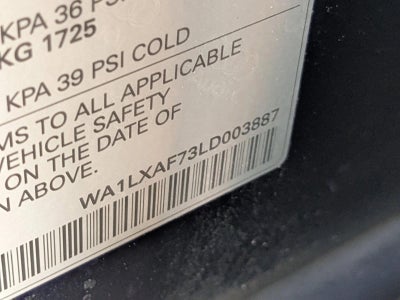 KPA 36 PSI
KG 1725
KPA 39 PSI COLD
MS TO ALL APPLICABLE
VEHICLE SAFETY
ON THE DATE OF
N ABOVE.
WA1LXAF73LD003887